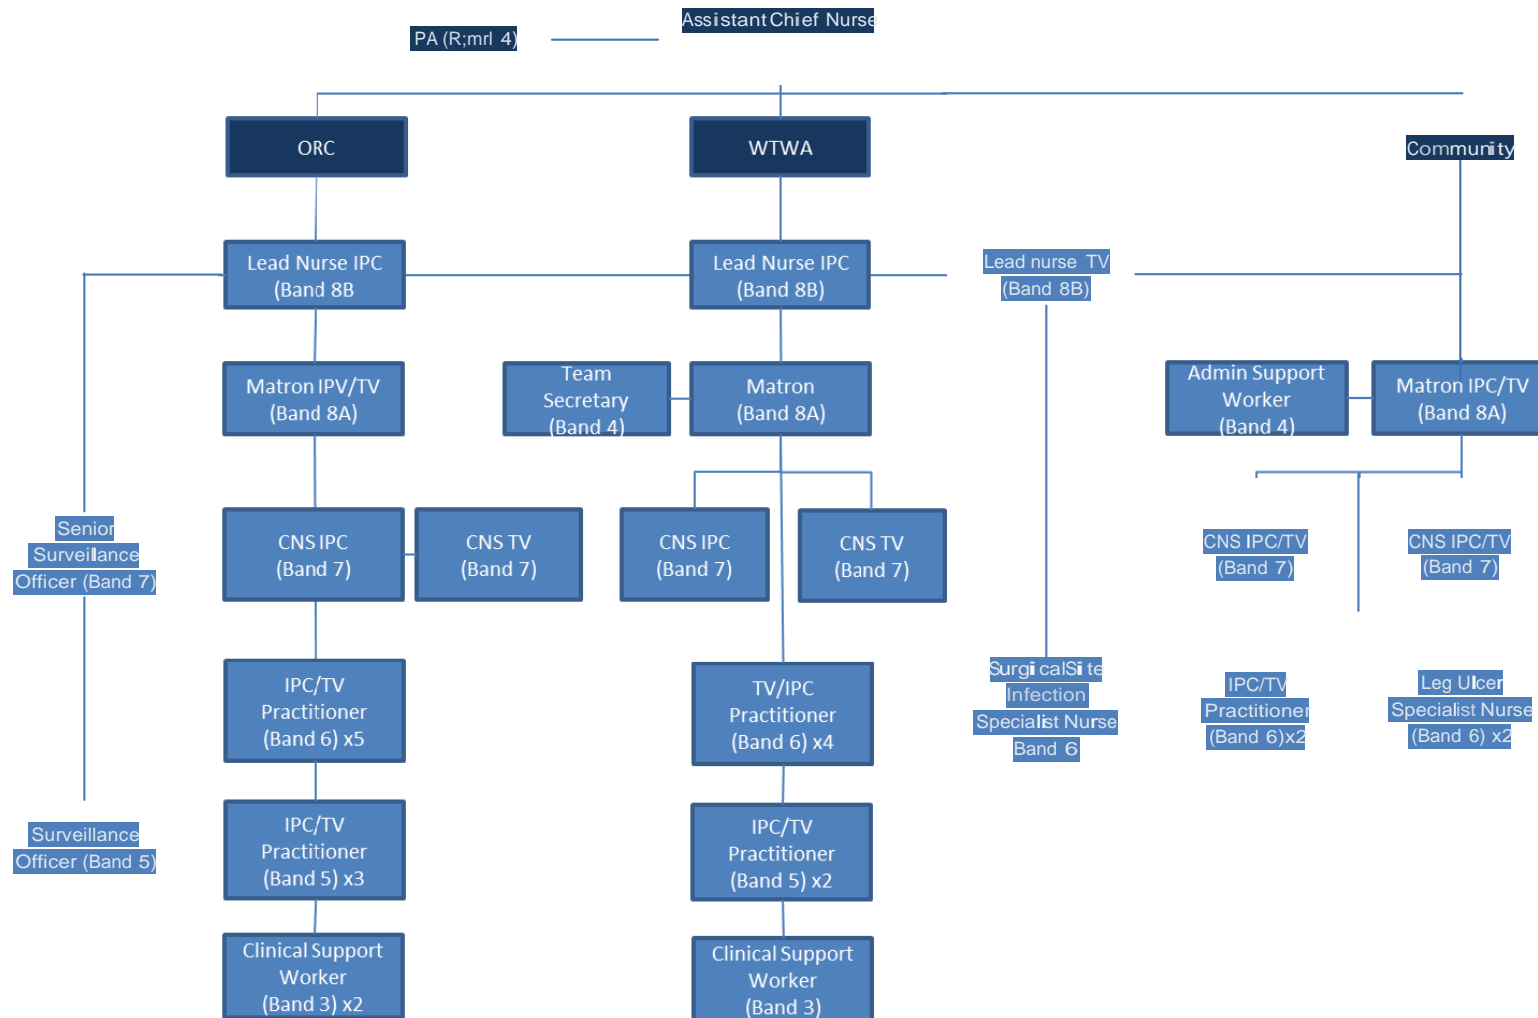 Assistant Chief Nurse
PA (R;mrl 4)
ORC
WTWA
Community
Lead Nurse IPC
(Band 8B
Lead Nurse IPC
(Band 8B)
Lead nurse TV
(Band 8B)
Matron IPV/TV
(Band 8A)
Team
Secretary
(Band 4)
Matron
(Band 8A)
Admin Support
Worker
(Band 4)
Matron IPC/TV
(Band 8A)
Senior
Surveillance
Officer (Band 7)
CNS IPC
(Band 7)
CNS TV
(Band 7)
CNS IPC
(Band 7)
CNS TV
(Band 7)
CNS IPC/TV
(Band 7)
CNS IPC/TV
(Band 7)
IPC/TV
Practitioner
(Band 6) x5
TV/IPC
Practitioner
(Band 6) x4
Surgical Site
Infection
Specialist Nurse
Band 6
IPC/TV
Practitioner
(Band 6)x2
Leg Ulcer
Specialist Nurse
(Band 6) x2
Surveillance
Officer (Band 5)
IPC/TV
Practitioner
(Band 5) x3
IPC/TV
Practitioner
(Band 5) x2
Clinical Support
Worker
(Band 3) x2
Clinical Support
Worker
(Band 3)